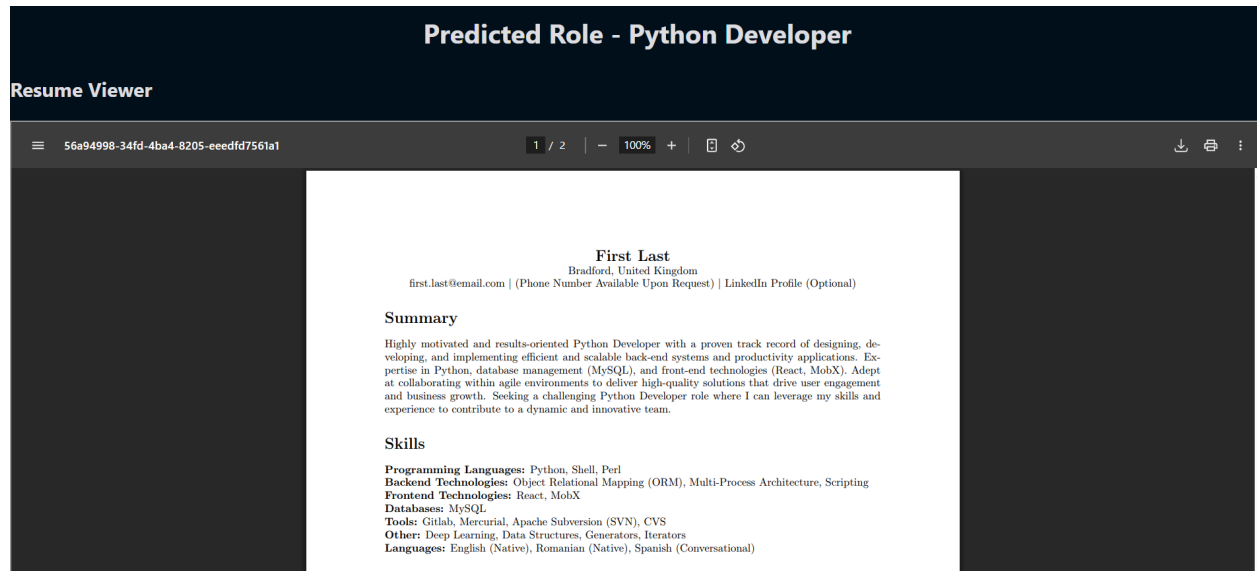 Predicted Role - Python Developer
Resume Viewer
56a94998-34fd-4ba4-8205-eeedfd7561a1
1 / 2
100%
First Last
Bradford, United Kingdom
first.last@email.com | (Phone Number Available Upon Request) | LinkedIn Profile (Optional)
Summary
Highly motivated and results-oriented Python Developer with a proven track record of designing, de-
veloping, and implementing efficient and scalable back-end systems and productivity applications. Ex-
pertise in Python, database management (MySQL), and front-end technologies (React, MobX). Adept
at collaborating within agile environments to deliver high-quality solutions that drive user engagement
and business growth. Seeking a challenging Python Developer role where I can leverage my skills and
experience to contribute to a dynamic and innovative team.
Skills
Programming Languages: Python, Shell, Perl
Backend Technologies: Object Relational Mapping (ORM), Multi-Process Architecture, Scripting
Frontend Technologies: React, MobX
Databases: MySQL
Tools: Gitlab, Mercurial, Apache Subversion (SVN), CVS
Other: Deep Learning, Data Structures, Generators, Iterators
Languages: English (Native), Romanian (Native), Spanish (Conversational)